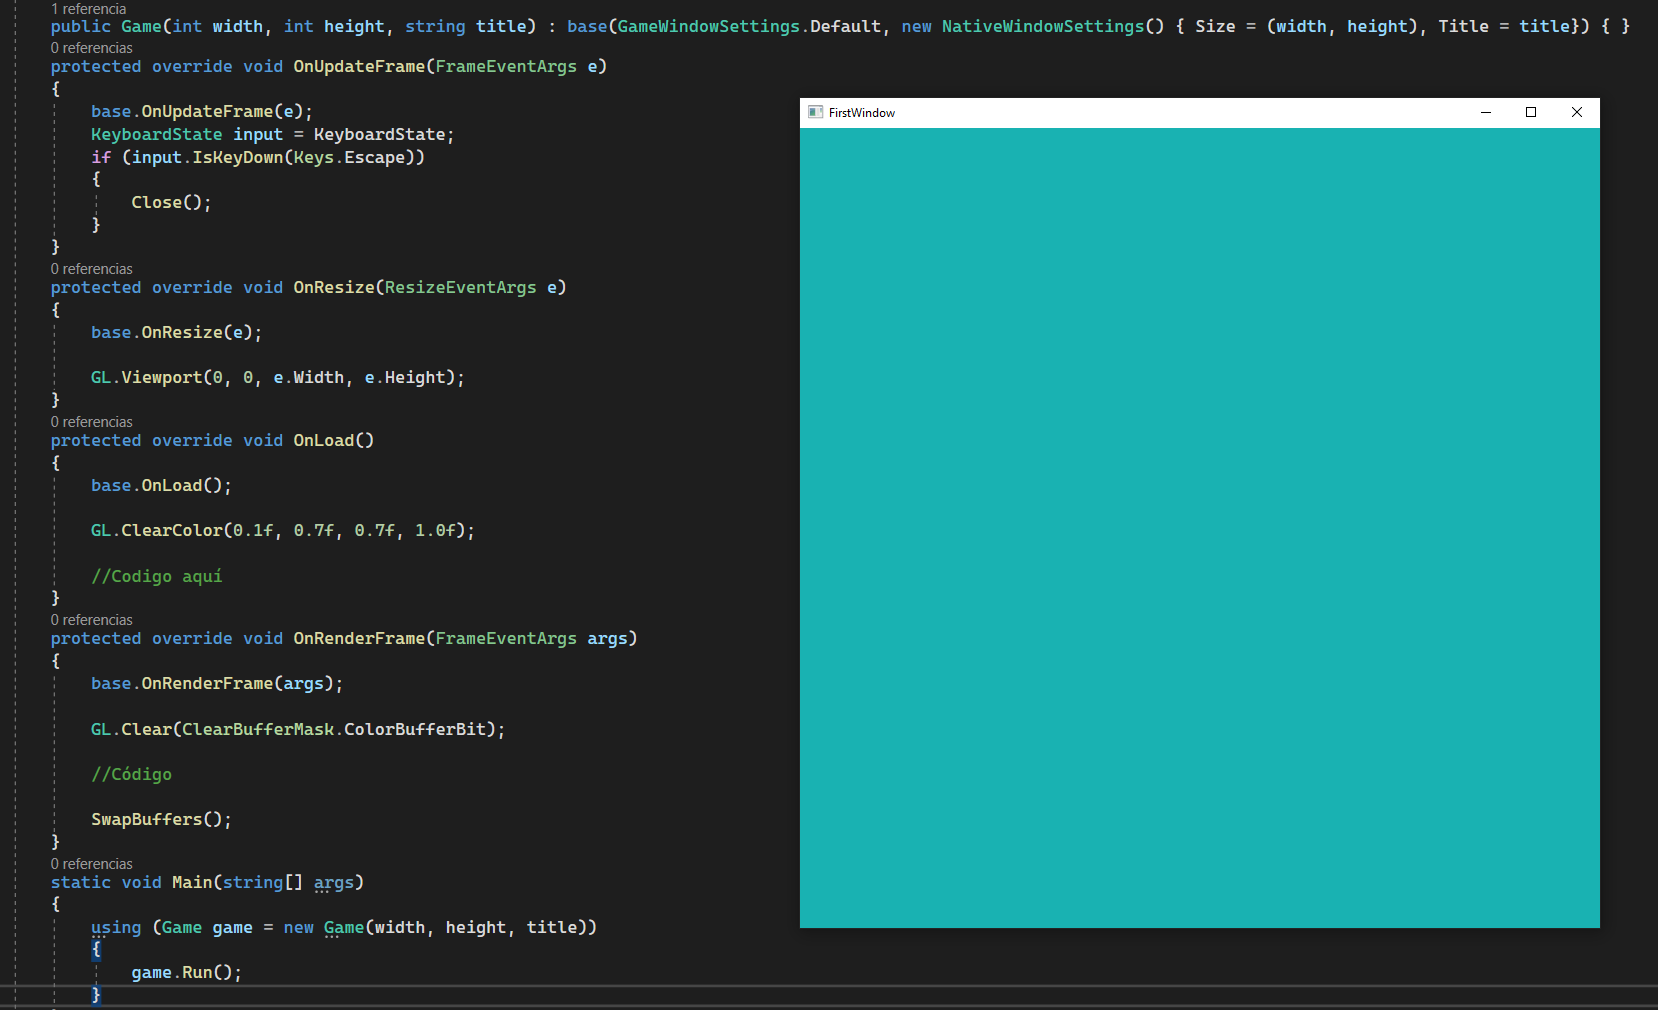 1 referencia
public Game(int width, int height, string title) : base(GameWindowSettings.Default, new NativeWindowSettings() { Size = (width, height), Title = title}) { }
0 referencias
protected override void OnUpdateFrame(FrameEventArgs e)
{
base.OnUpdateFrame(e);
KeyboardState input = KeyboardState;
if (input.IsKeyDown(Keys.Escape))
{
Close();
}
}
0 referencias
protected override void OnResize(ResizeEventArgs e)
{
base.OnResize(e);
GL.Viewport(0, 0, e.Width, e.Height);
}
0 referencias
protected override void OnLoad()
{
base.OnLoad();
GL.ClearColor(0.1f, 0.7f, 0.7f, 1.0f);
//Codigo aquí
}
0 referencias
protected override void OnRenderFrame(FrameEventArgs args)
{
base.OnRenderFrame(args);
GL.Clear(ClearBufferMask.ColorBufferBit);
//Código
SwapBuffers();
}
0 referencias
static void Main(string[] args)
{
using (Game game = new Game(width, height, title))
{
game.Run();
}
FirstWindow